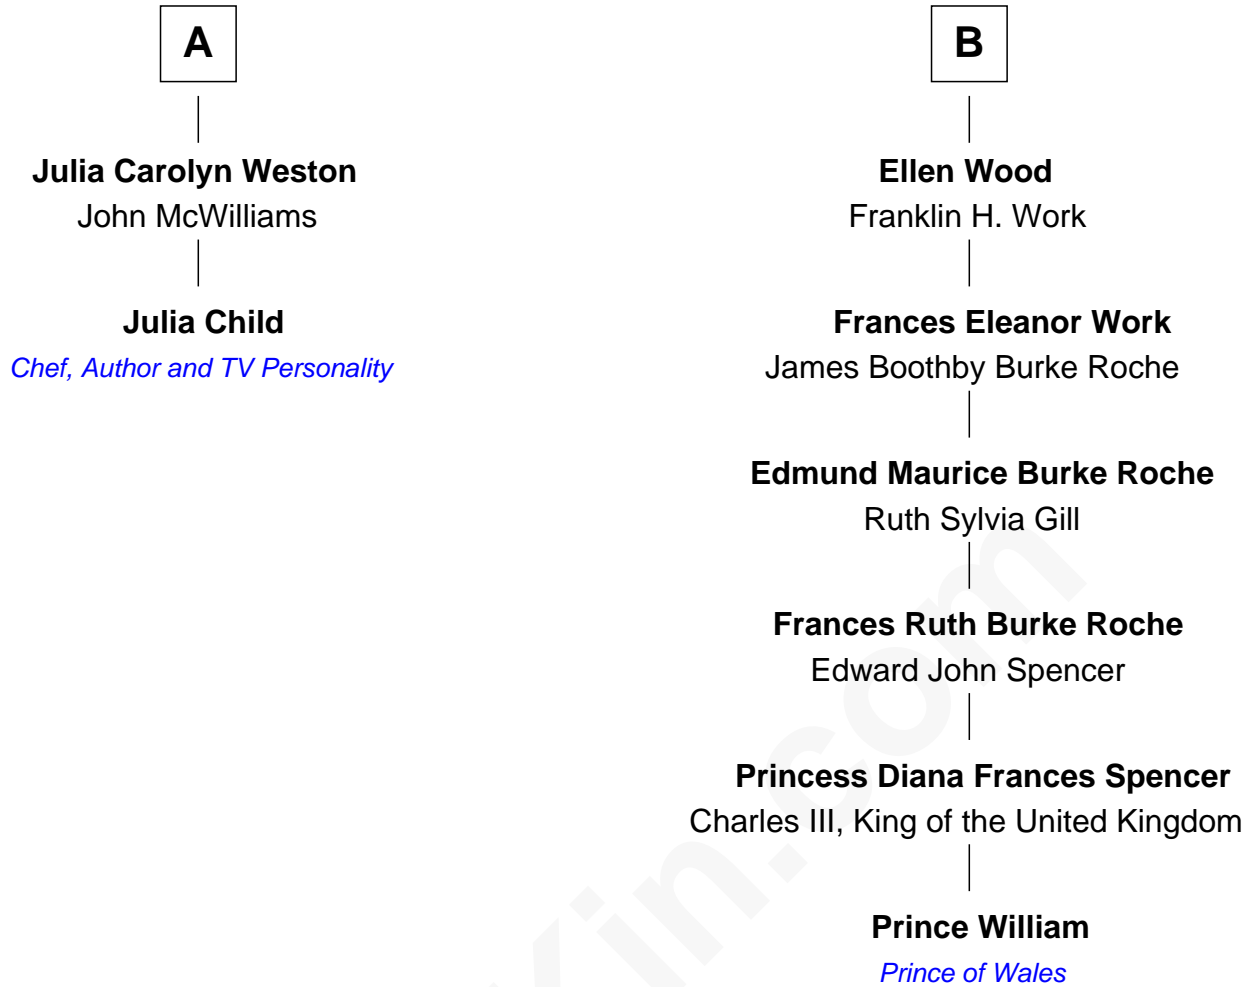 A
Julia Carolyn Weston
John McWilliams
Julia Child
Chef, Author and TV Personality
B
Ellen Wood
Franklin H. Work
Frances Eleanor Work
James Boothby Burke Roche
Edmund Maurice Burke Roche
Ruth Sylvia Gill
Frances Ruth Burke Roche
Edward John Spencer
Princess Diana Frances Spencer
Charles III, King of the United Kingdom
Prince William
Prince of Wales